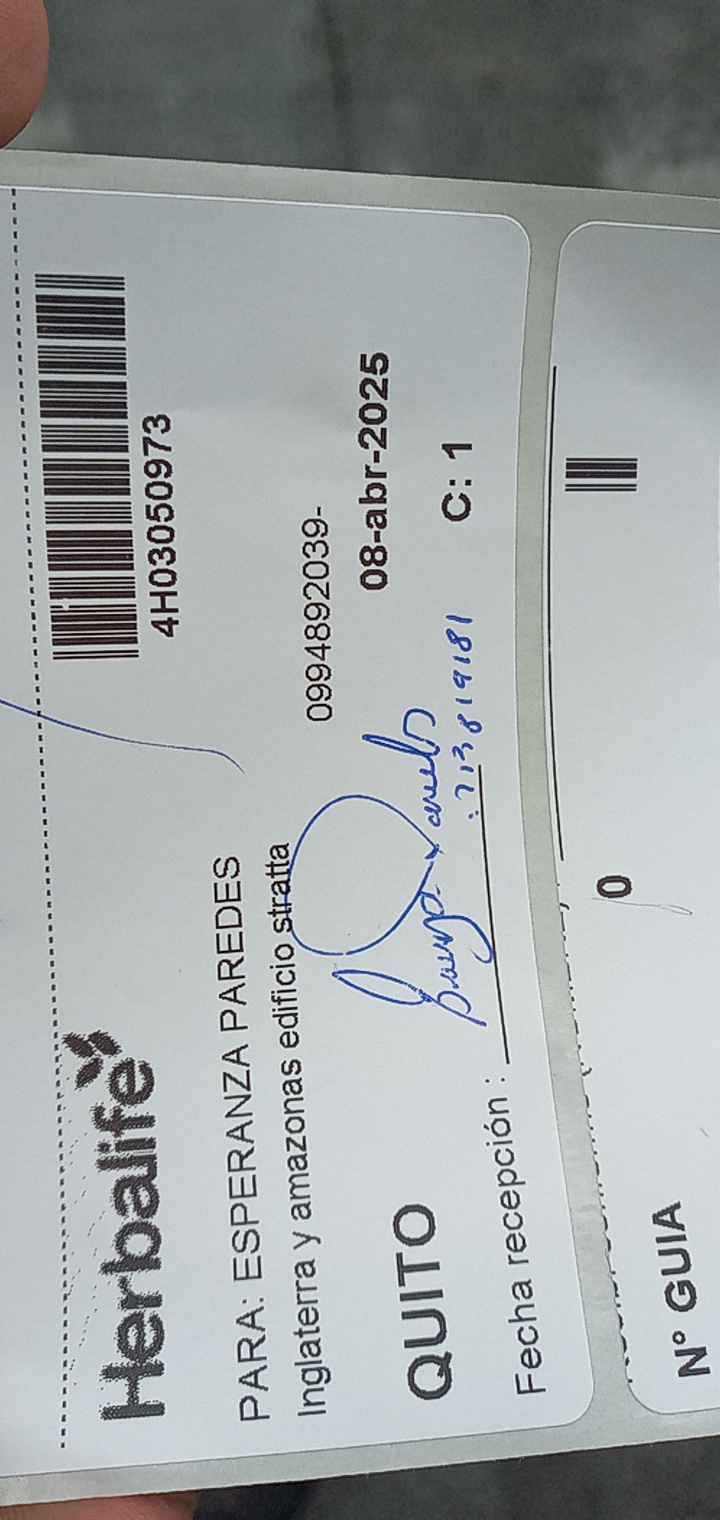 Herbalife
4H03050973
PARA: ESPERANZA PAREDES
Inglaterra y amazonas edificio stratta
0994892039-
QUITO
08-abr-2025
Fecha recepción :
C: 1
0
N° GUIA